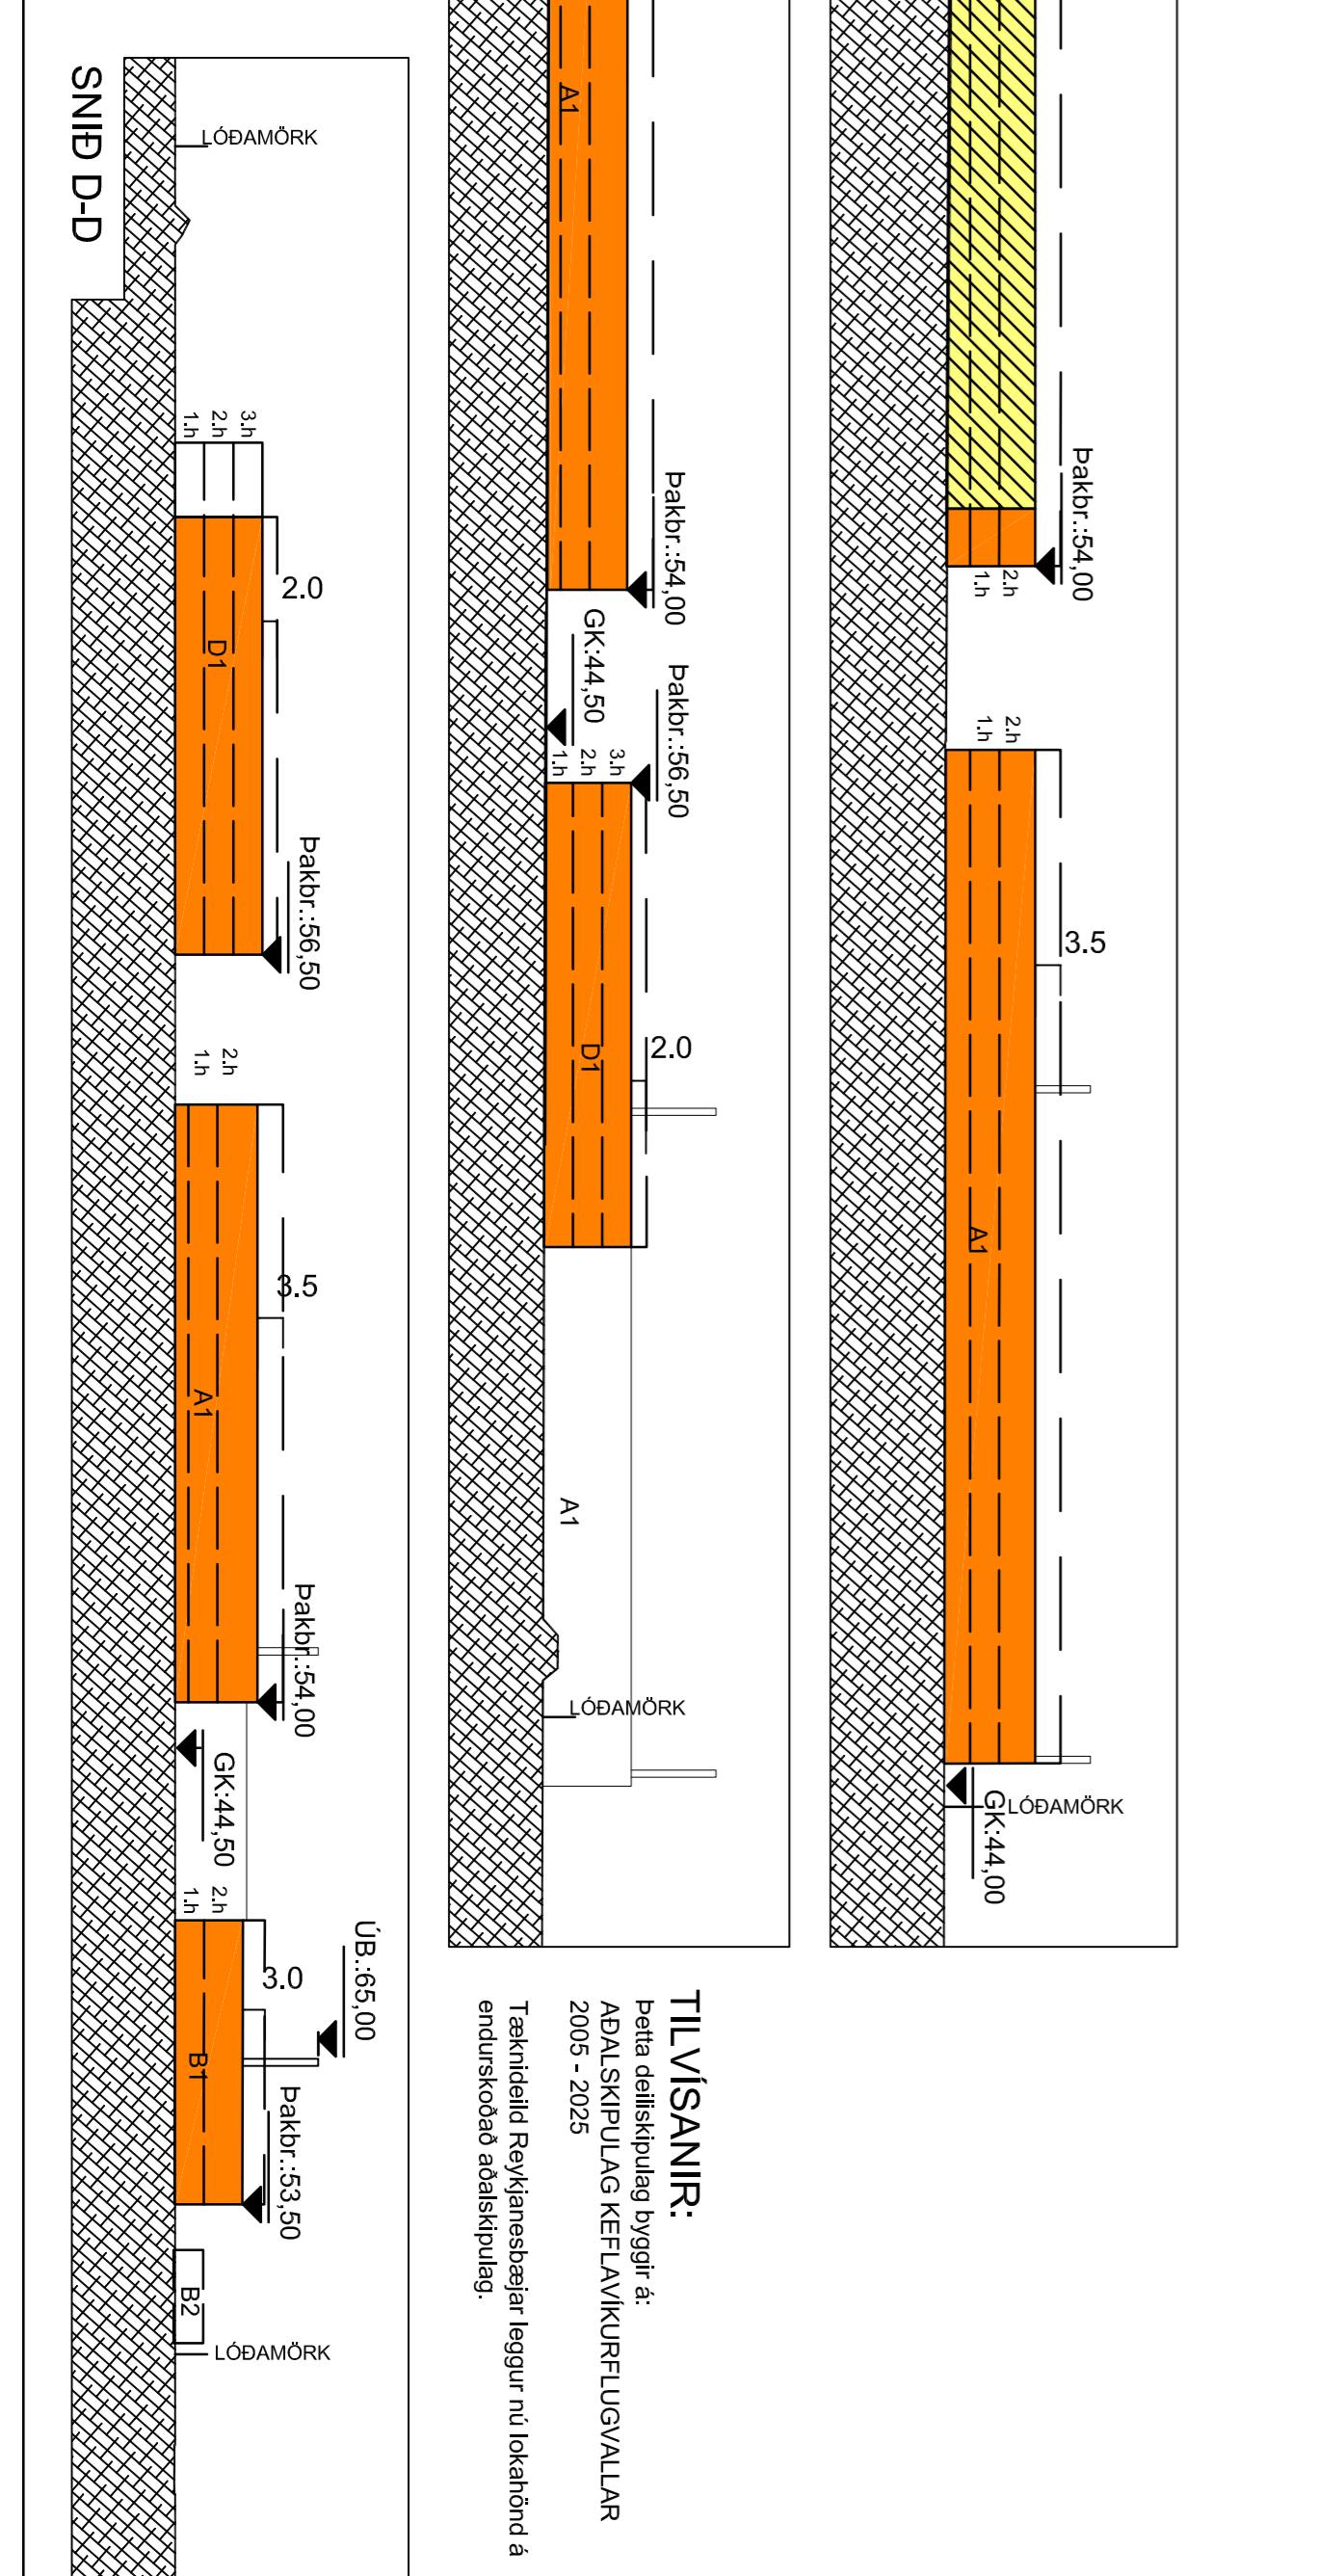 Þakbr.:54,00
2.h
1.h
2.h
1.h
3.5
A1
GK:44,00
LÓÐAMÖRK
A1
Þakbr.:54,00
GK:44,50
Þakbr.:56,50
3.h
2.h
1.h
2.0
D1
A1
LÓÐAMÖRK
TILVÍSANIR:
Þetta deiliskipulag byggir á:
AÐALSKIPULAG KEFLAVÍKURFLUGVALLAR
2005 - 2025
Tæknideild Reykjanesbæjar leggur nú lokahönd á
endurskoðað aðalskipulag.
LÓÐAMÖRK
3.h
2.h
1.h
2.0
D1
Þakbr.:56,50
2.h
1.h
3.5
A1
Þakbr.:54,00
GK:44,50
2.h
1.h
3.0
ÚB.:65,00
B1
Þakbr.:53,50
B2
LÓÐAMÖRK
SNIÐ D-D